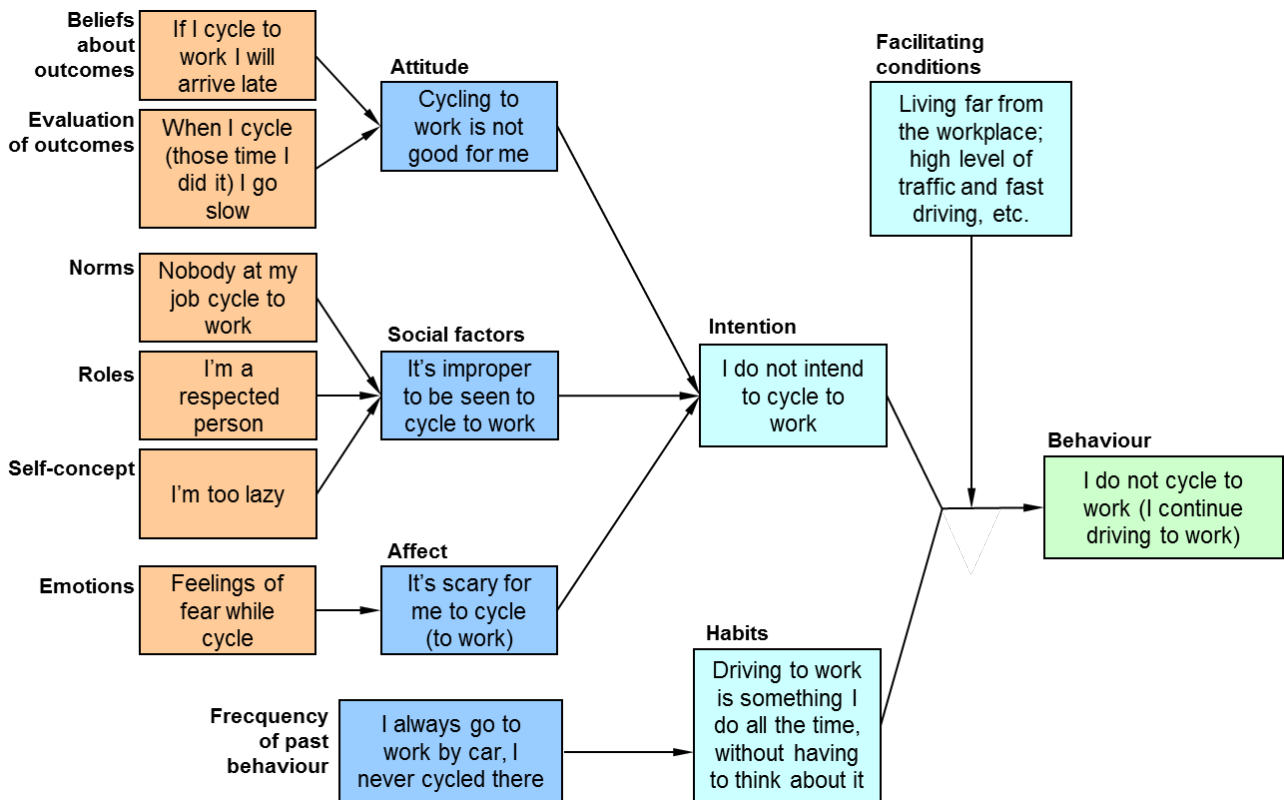 Beliefs
about
outcomes
If I cycle to
work I will
arrive late
Evaluation
of outcomes
When I cycle
(those time I
did it) I go
slow
Attitude
Cycling to
work is not
good for me
Norms
Nobody at my
job cycle to
work
Roles
I'm a
respected
person
Self-concept
I'm too lazy
Social factors
It's improper
to be seen to
cycle to work
Emotions
Feelings of
fear while
cycle
Affect
It's scary for
me to cycle
(to work)
Frecquency
of past
behaviour
I always go to
work by car, I
never cycled there
Habits
Driving to work
is something I
do all the time,
without having
to think about it
Intention
I do not intend
to cycle to
work
Facilitating
conditions
Living far from
the workplace;
high level of
traffic and fast
driving, etc.
Behaviour
I do not cycle to
work (I continue
driving to work)